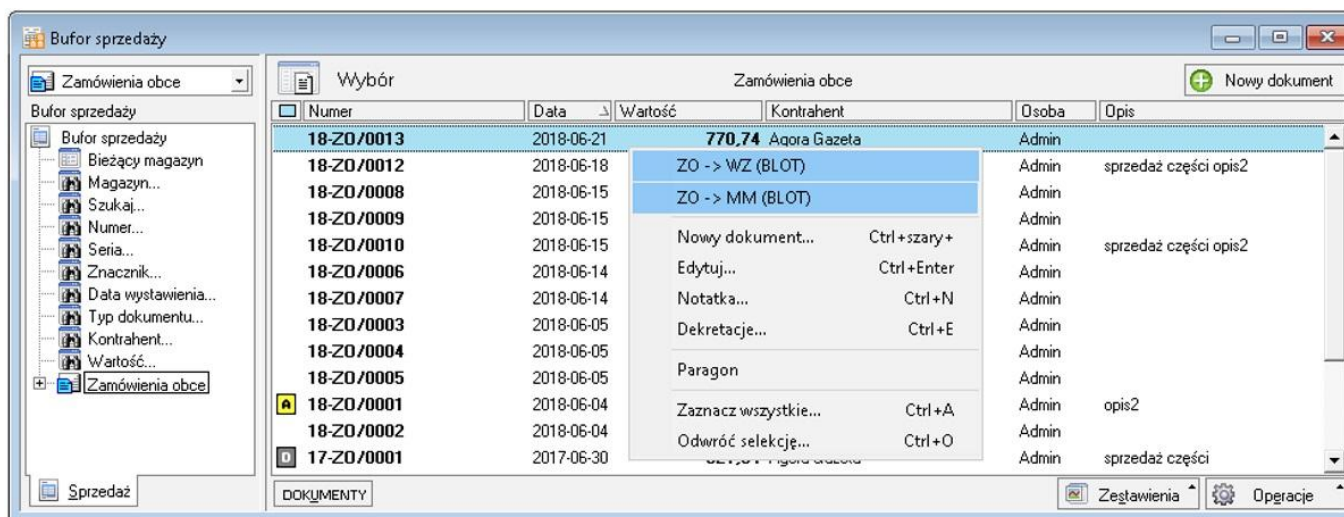 Bufor sprzedaży
Zamówienia obce
Wybór
Zamówienia obce
Nowy dokument
Bufor sprzedaży
Numer Data Wartość Kontrahent Osoba Opis
Bufor sprzedaży
Bieżący magazyn
Magazyn...
Szukaj...
Numer...
Seria...
Znacznik...
Data wystawienia...
Typ dokumentu...
Kontrahent...
Wartość...
Zamówienia obce
18-ZO/0013 2018-06-21 770,74 Agora Gazeta Admin
18-ZO/0012 2018-06-18 Admin sprzedaż części opis2
18-ZO/0008 2018-06-15 Admin
18-ZO/0009 2018-06-15 Admin
18-ZO/0010 2018-06-15 Admin sprzedaż części opis2
18-ZO/0006 2018-06-14 Admin
18-ZO/0007 2018-06-14 Admin
18-ZO/0003 2018-06-05 Admin
18-ZO/0004 2018-06-05 Admin
18-ZO/0005 2018-06-05 Admin
A 18-ZO/0001 2018-06-04 Admin opis2
18-ZO/0002 2018-06-04 Admin
D 17-ZO/0001 2017-06-30 Admin sprzedaż części
ZO -> WZ (BLOT)
ZO -> MM (BLOT)
Nowy dokument... Ctrl+szary+
Edytuj... Ctrl+Enter
Notatka... Ctrl+N
Dekretacje... Ctrl+E
Paragon
Zaznacz wszystkie... Ctrl+A
Odwróć selekcję... Ctrl+O
Sprzedaż
DOKUMENTY
Zestawienia
Operacje